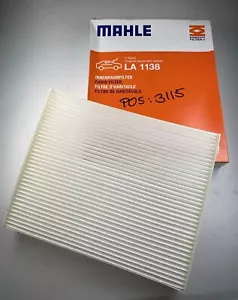 MAHLE
LA 1138
INNENRAUMFILTER
CABIN FILTER
FILTRE D'HABITACLE
FILTRO DE HABITÁCULO
POS: 3115